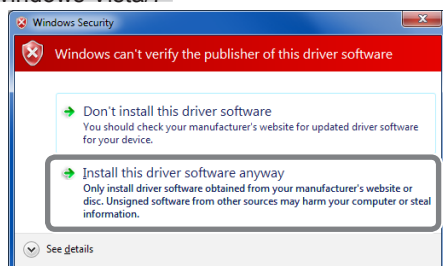 Windows Security
Windows can't verify the publisher of this driver software
Don't install this driver software
You should check your manufacturer's website for updated driver software
for your device.
Install this driver software anyway
Only install driver software obtained from your manufacturer's website or
disc. Unsigned software from other sources may harm your computer or steal
information.
See details